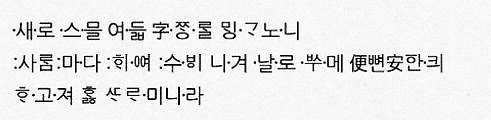 ·새·로 ·스·믈 여·듧 字·ᄍᆞᆼ·ᄅᆞᆯ 밍·ᄀᆞ노·니
:사ᄅᆞᆷ:마·다 :ᄒᆡ·ᅇᅧ :수·ᄫᅵ 니·겨 ·날·로 ·ᄡᅮ·메 便뼌安ᅙᅡᆫ·킈
ᄒᆞ·고·져 ᄒᆞᇙ ᄯᆞᄅᆞ·미니·라